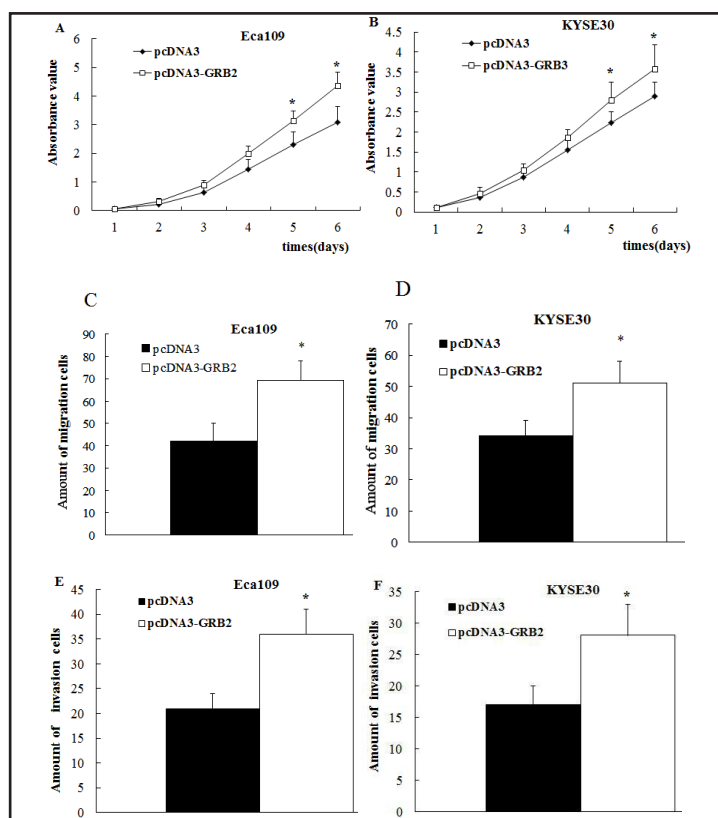 A
Eca109
pcDNA3
pcDNA3-GRB2
Absorbance value
6
5
4
3
2
1
0
*
*
1 2 3 4 5 6
times(days)
B
KYSE30
pcDNA3
pcDNA3-GRB3
Absorbance value
4.5
4
3.5
3
2.5
2
1.5
1
0.5
0
*
*
1 2 3 4 5 6
times(days)
C
Eca109
pcDNA3
pcDNA3-GRB2
Amount of migration cells
90
80
70
60
50
40
30
20
10
0
*
D
KYSE30
pcDNA3
pcDNA3-GRB2
Amount of migration cells
70
60
50
40
30
20
10
0
*
E
Eca109
pcDNA3
pcDNA3-GRB2
Amount of invasion cells
45
40
35
30
25
20
15
10
5
0
*
F
KYSE30
pcDNA3
pcDNA3-GRB2
Amount of invasion cells
35
30
25
20
15
10
5
0
*